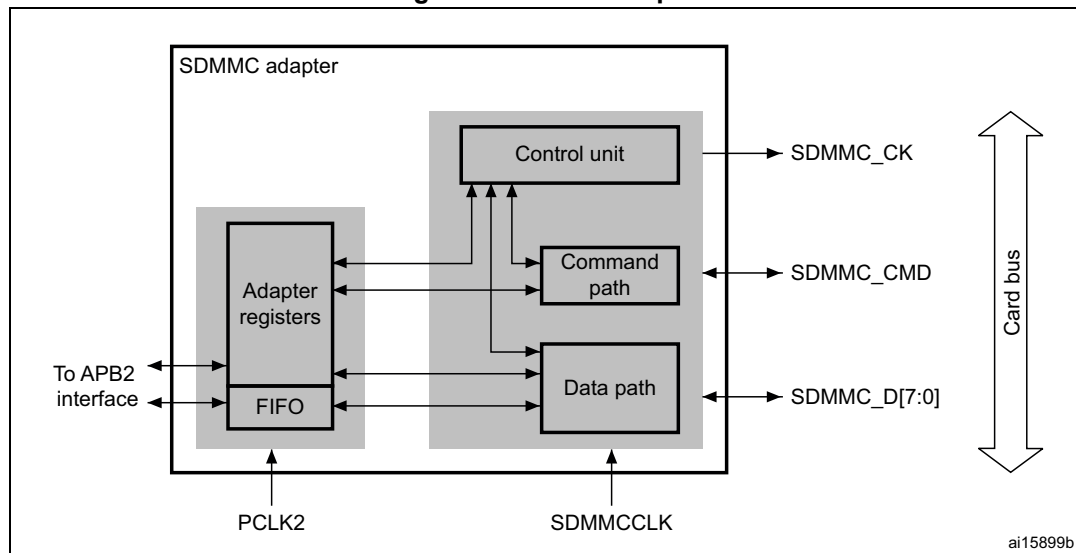 SDMMC adapter
Control unit
SDMMC_CK
Command
path
SDMMC_CMD
Adapter
registers
Card bus
To APB2
interface
FIFO
Data path
SDMMC_D[7:0]
PCLK2
SDMMCCLK
ai15899b